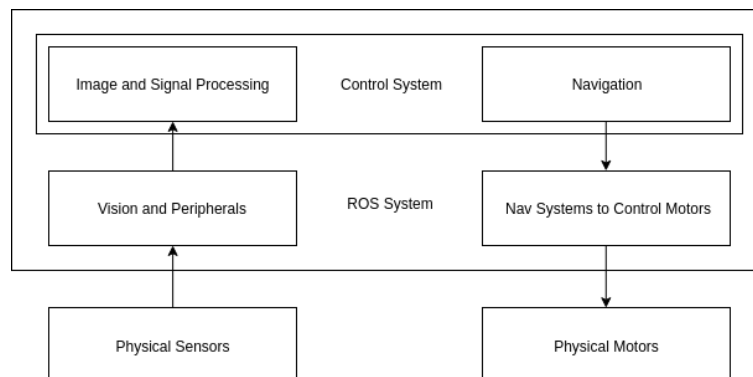 Image and Signal Processing
Control System
Navigation
Vision and Peripherals
ROS System
Nav Systems to Control Motors
Physical Sensors
Physical Motors